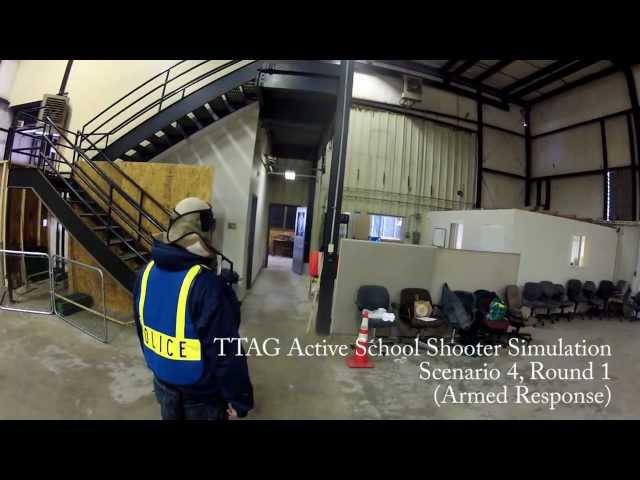 OLICE
TTAG Active School Shooter Simulation
Scenario 4, Round 1
(Armed Response)